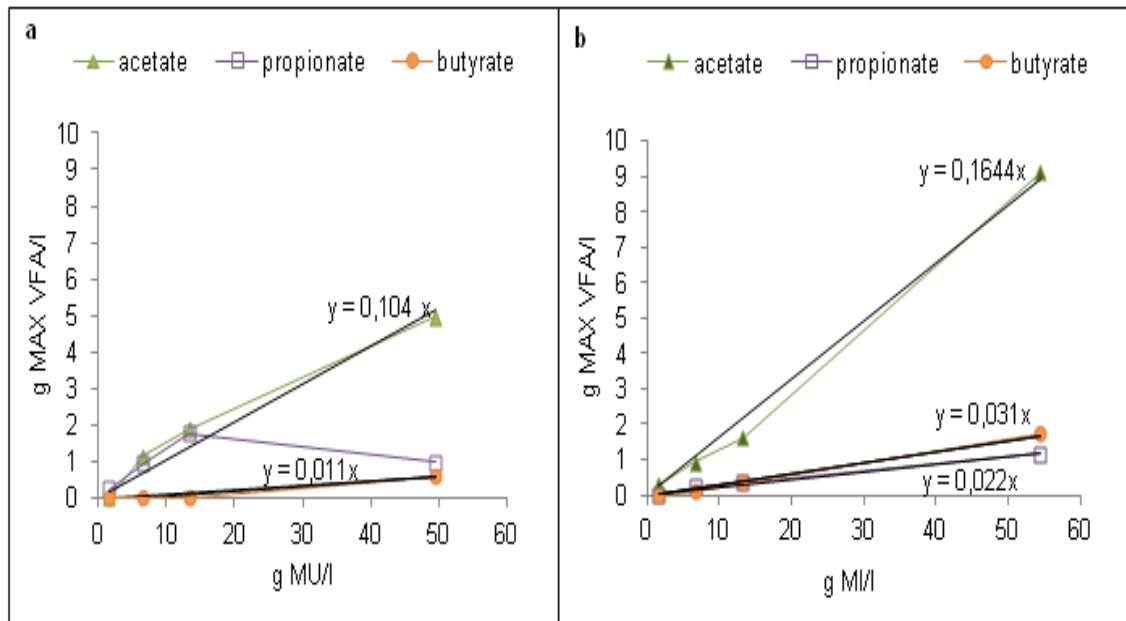 a
acetate propionate butyrate
10
9
8
7
6
5
4
3
2
1
0
y = 0,104 x
y = 0,011x
0 10 20 30 40 50 60
g MAX VFA/l
g MU/l
b
acetate propionate butyrate
10
9
8
7
6
5
4
3
2
1
0
y = 0,1644x
y = 0,031x
y = 0,022x
0 10 20 30 40 50 60
g MAX VFA/l
g MI/l